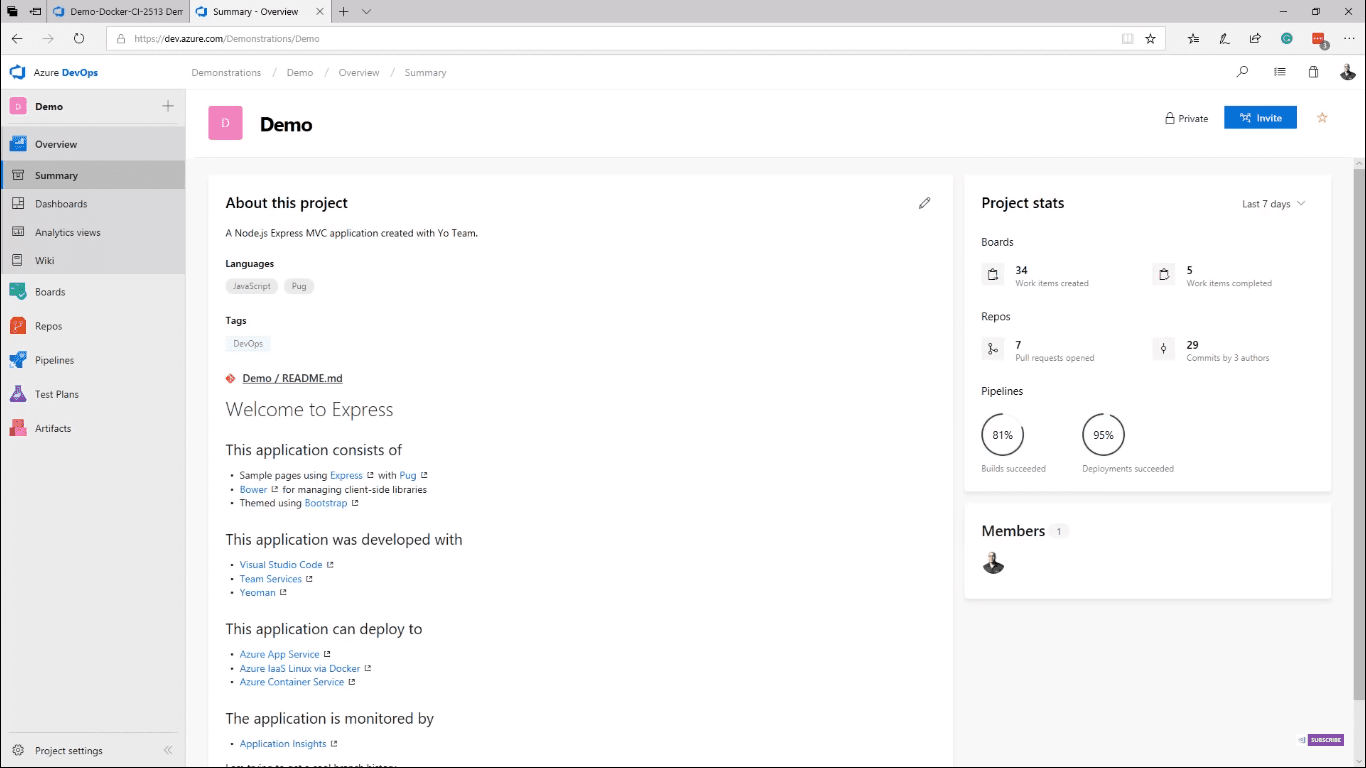 Demo-Docker-CI-2513 Dem
Summary - Overview
https://dev.azure.com/Demonstrations/Demo
Azure DevOps
Demonstrations / Demo / Overview / Summary
D Demo
Overview
Summary
Dashboards
Analytics views
Wiki
Boards
Repos
Pipelines
Test Plans
Artifacts
Project settings
D Demo
Private
Invite
About this project
A Node.js Express MVC application created with Yo Team.
Languages
JavaScript Pug
Tags
DevOps
Demo / README.md
Welcome to Express
This application consists of
• Sample pages using Express with Pug
• Bower for managing client-side libraries
• Themed using Bootstrap
This application was developed with
• Visual Studio Code
• Team Services
• Yeoman
This application can deploy to
• Azure App Service
• Azure IaaS Linux via Docker
• Azure Container Service
The application is monitored by
• Application Insights
Project stats
Last 7 days
Boards
34
Work items created
5
Work items completed
Repos
7
Pull requests opened
29
Commits by 3 authors
Pipelines
81%
Builds succeeded
95%
Deployments succeeded
Members 1
SUBSCRIBE